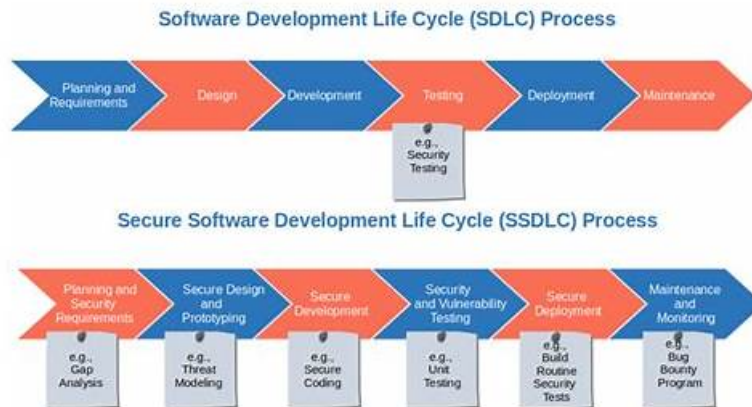 Software Development Life Cycle (SDLC) Process
Planning and
Requirements
Design
Development
Testing
Deployment
Maintenance
e.g.,
Security
Testing
Secure Software Development Life Cycle (SSDLC) Process
Planning and
Security
Requirements
Secure Design
and
Prototyping
Secure
Development
Security
and Vulnerability
Testing
Secure
Deployment
Maintenance
and
Monitoring
e.g.,
Gap
Analysis
e.g.,
Threat
Modeling
e.g.,
Secure
Coding
e.g.,
Unit
Testing
e.g.,
Build
Routine
Security
Tests
e.g.,
Bug
Bounty
Program